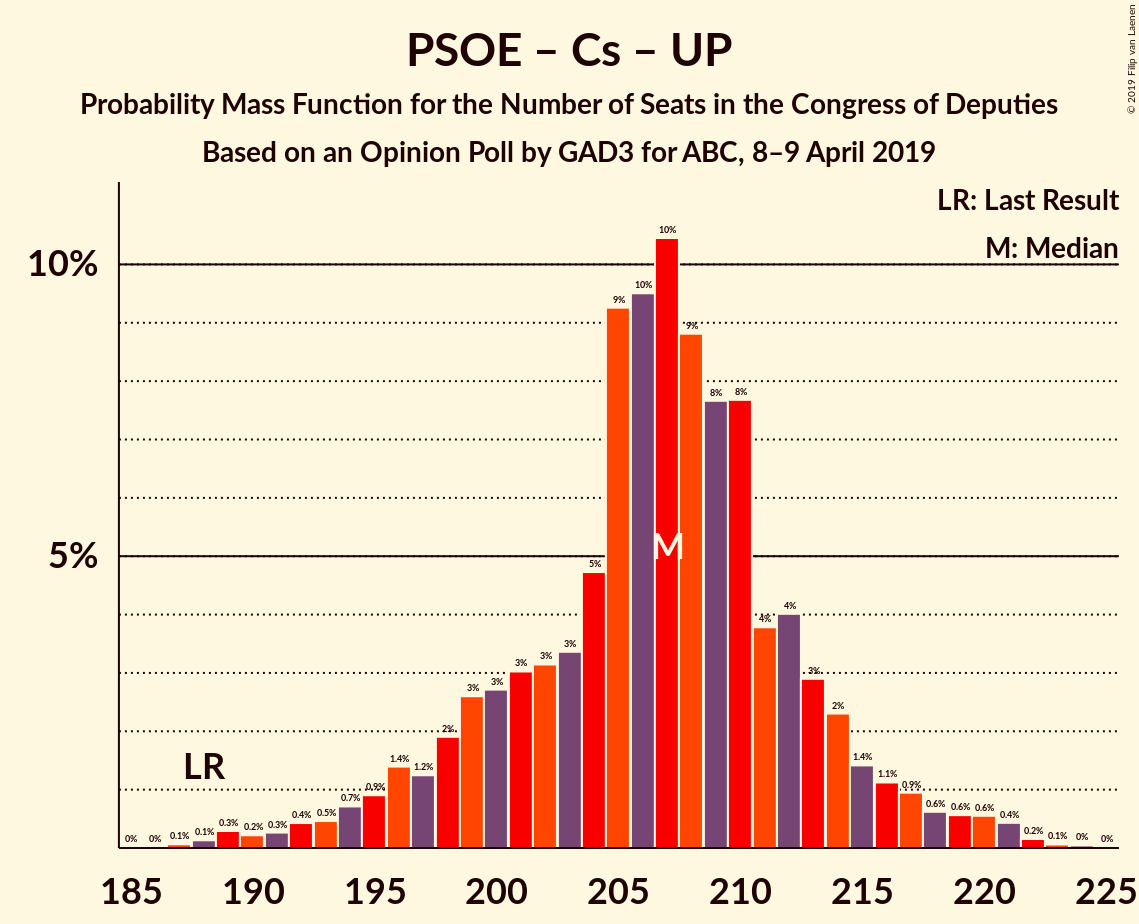 PSOE – Cs – UP
Probability Mass Function for the Number of Seats in the Congress of Deputies
Based on an Opinion Poll by GAD3 for ABC, 8–9 April 2019
© 2019 Filip van Laenen
LR: Last Result
M: Median
10%
5%
LR
M
0% 0% 0.1% 0.1% 0.3% 0.2% 0.3% 0.4% 0.5% 0.7% 0.9% 1.4% 1.2% 2% 3% 3% 3% 3% 3% 5% 9% 10% 10% 9% 8% 8% 4% 4% 3% 2% 1.4% 1.1% 0.9% 0.6% 0.6% 0.6% 0.4% 0.2% 0.1% 0% 0%
185 190 195 200 205 210 215 220 225